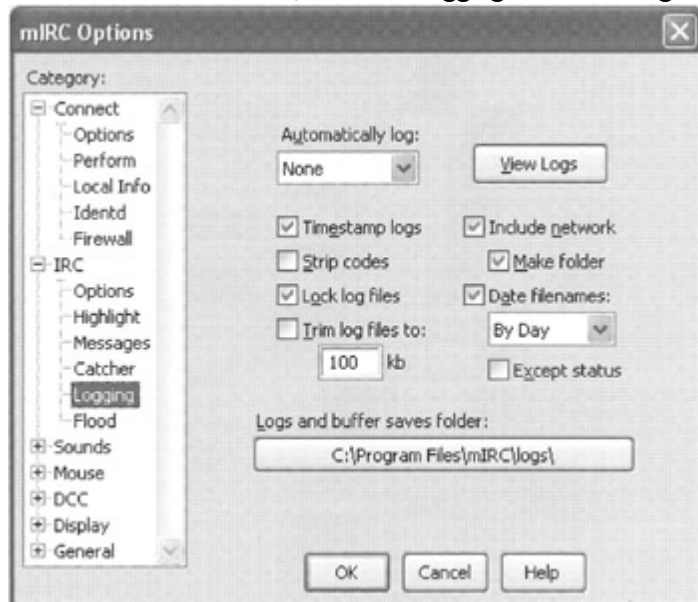 mIRC Options
Category:
Connect
Options
Perform
Local Info
Identd
Firewall
IRC
Options
Highlight
Messages
Catcher
Logging
Flood
Sounds
Mouse
DCC
Display
General
Automatically log:
None
View Logs
Timestamp logs
Include network
Strip codes
Make folder
Lock log files
Date filenames:
Trim log files to:
By Day
100 kb
Except status
Logs and buffer saves folder:
C:\Program Files\mIRC\logs\
OK Cancel Help